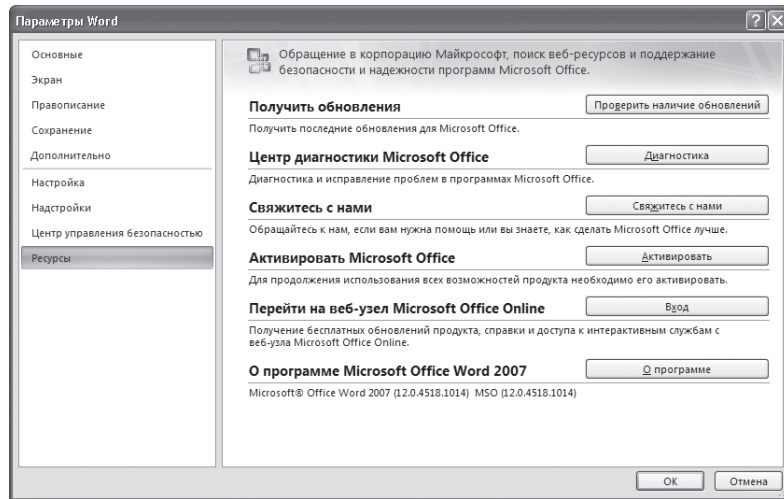 Параметры Word
Основные
Экран
Правописание
Сохранение
Дополнительно
Настройка
Надстройки
Центр управления безопасностью
Ресурсы
Обращение в корпорацию Майкрософт, поиск веб-ресурсов и поддержание
безопасности и надежности программ Microsoft Office.
Получить обновления
Проверить наличие обновлений
Получить последние обновления для Microsoft Office.
Центр диагностики Microsoft Office
Диагностика
Диагностика и исправление проблем в программах Microsoft Office.
Свяжитесь с нами
Свяжитесь с нами
Обращайтесь к нам, если вам нужна помощь или вы знаете, как сделать Microsoft Office лучше.
Активировать Microsoft Office
Активировать
Для продолжения использования всех возможностей продукта необходимо его активировать.
Перейти на веб-узел Microsoft Office Online
Вход
Получение бесплатных обновлений продукта, справки и доступа к интерактивным службам с
веб-узла Microsoft Office Online.
О программе Microsoft Office Word 2007
О программе
Microsoft® Office Word 2007 (12.0.4518.1014) MSO (12.0.4518.1014)
ОК
Отмена